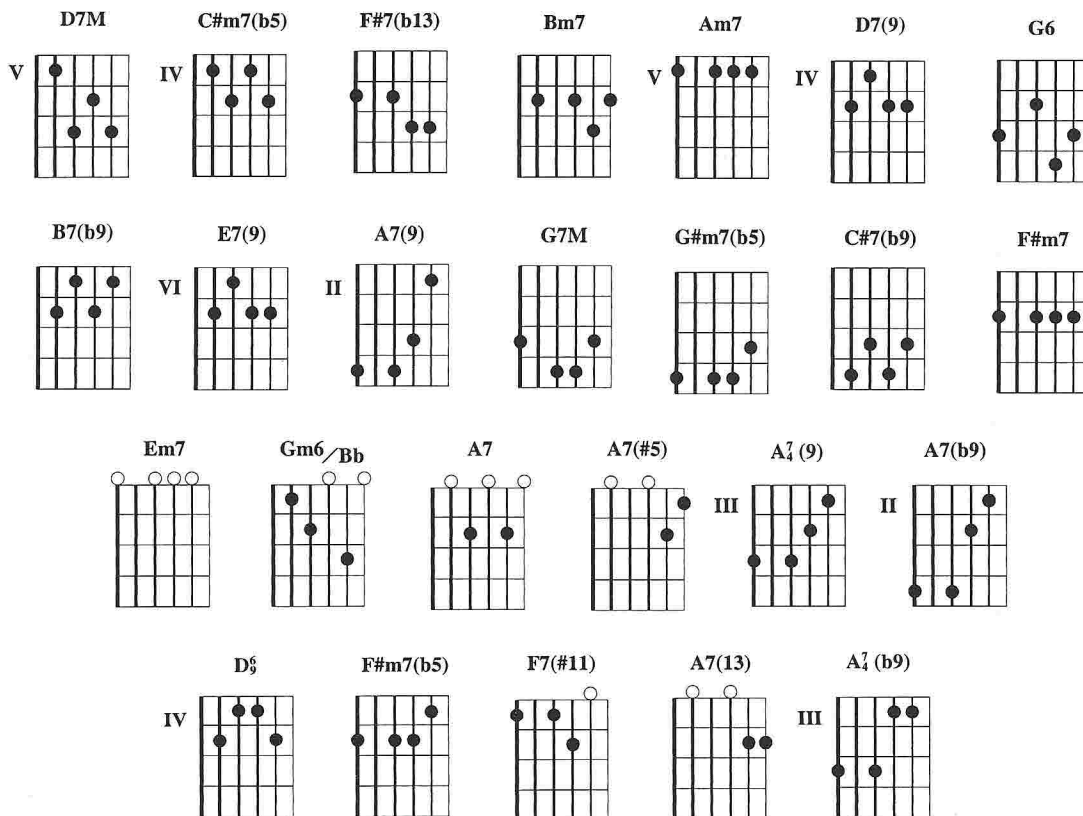 D7M C#m7(b5) F#7(b13) Bm7 Am7 D7(9) G6
V IV V IV
B7(b9) E7(9) A7(9) G7M G#m7(b5) C#7(b9) F#m7
VI II
Em7 Gm6/Bb A7 A7(#5) A7/4 (9) A7(b9)
III II
D6/9 F#m7(b5) F7(#11) A7(13) A7/4 (b9)
IV III